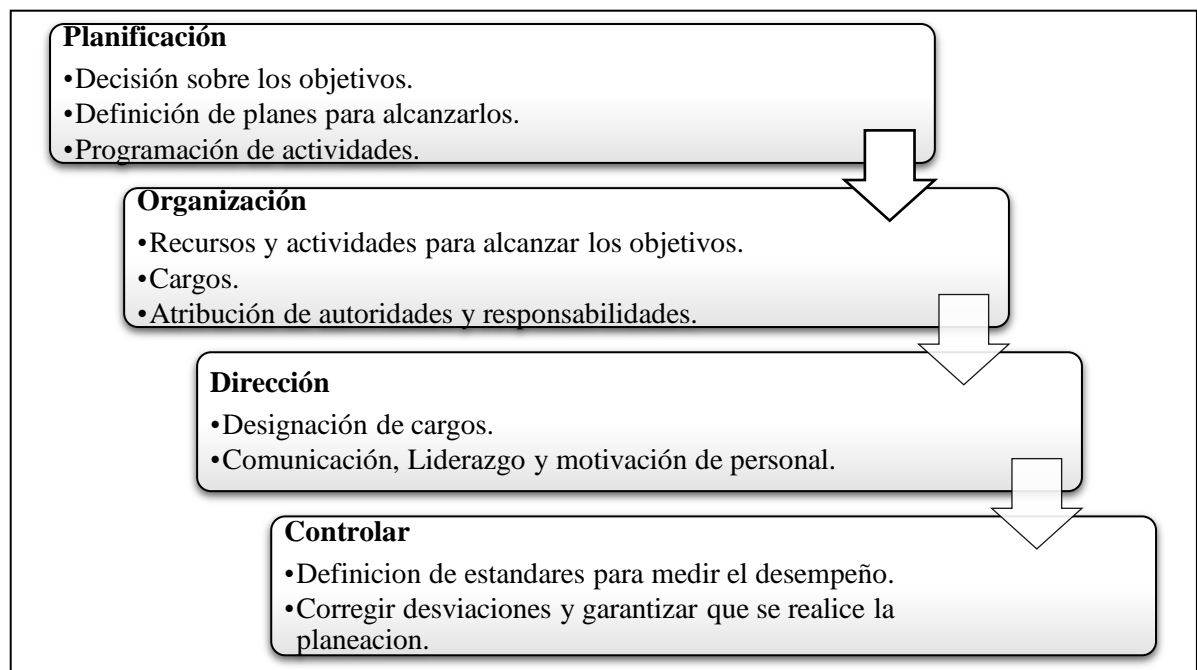 Planificación
•Decisión sobre los objetivos.
•Definición de planes para alcanzarlos.
•Programación de actividades.
Organización
•Recursos y actividades para alcanzar los objetivos.
•Cargos.
•Atribución de autoridades y responsabilidades.
Dirección
•Designación de cargos.
•Comunicación, Liderazgo y motivación de personal.
Controlar
•Definicion de estandares para medir el desempeño.
•Corregir desviaciones y garantizar que se realice la
planeacion.